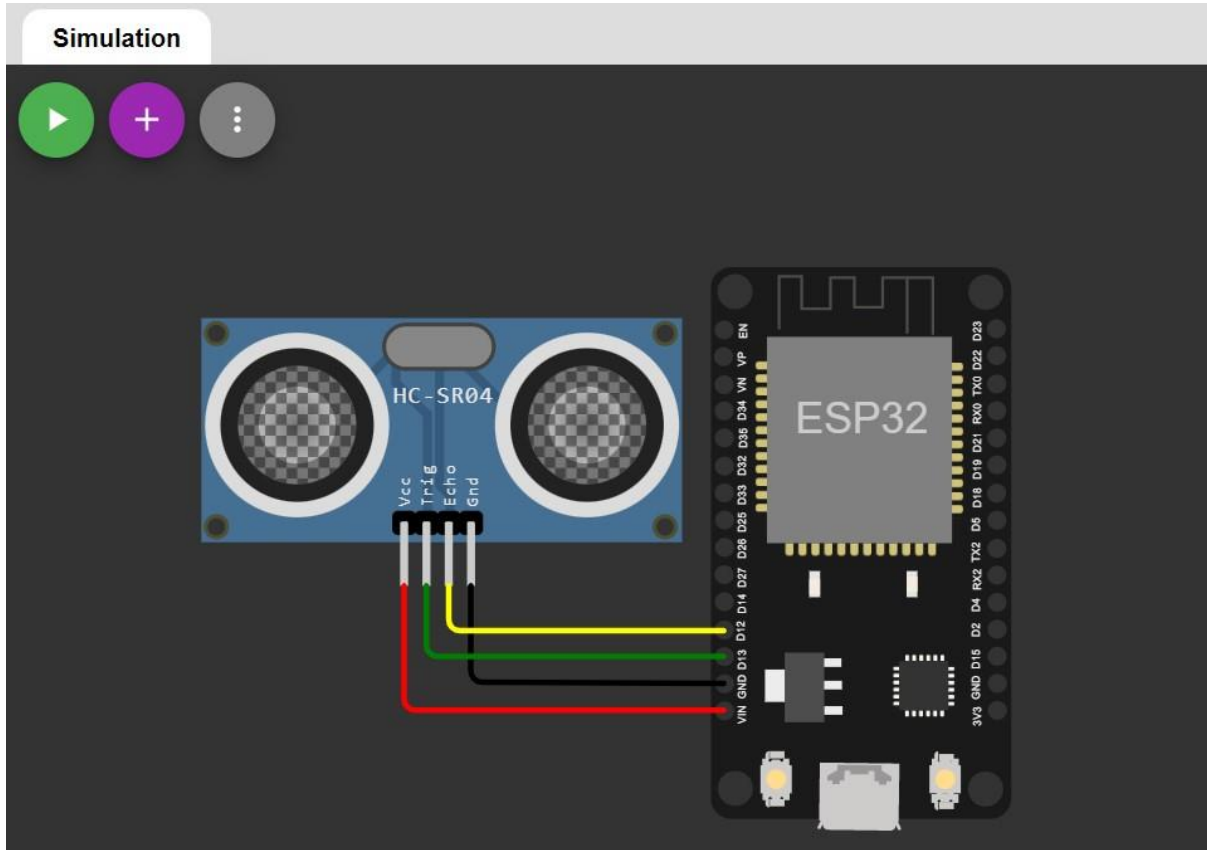 Simulation
HC-SR04
Vcc
Trig
Echo
Gnd
ESP32
EN
VP
VN
D34
D35
D32
D33
D25
D26
D27
D14
D12
D13
GND
VIN
D23
D22
TX0
RX0
D21
D19
D18
D5
TX2
RX2
D4
D2
D15
GND
3V3